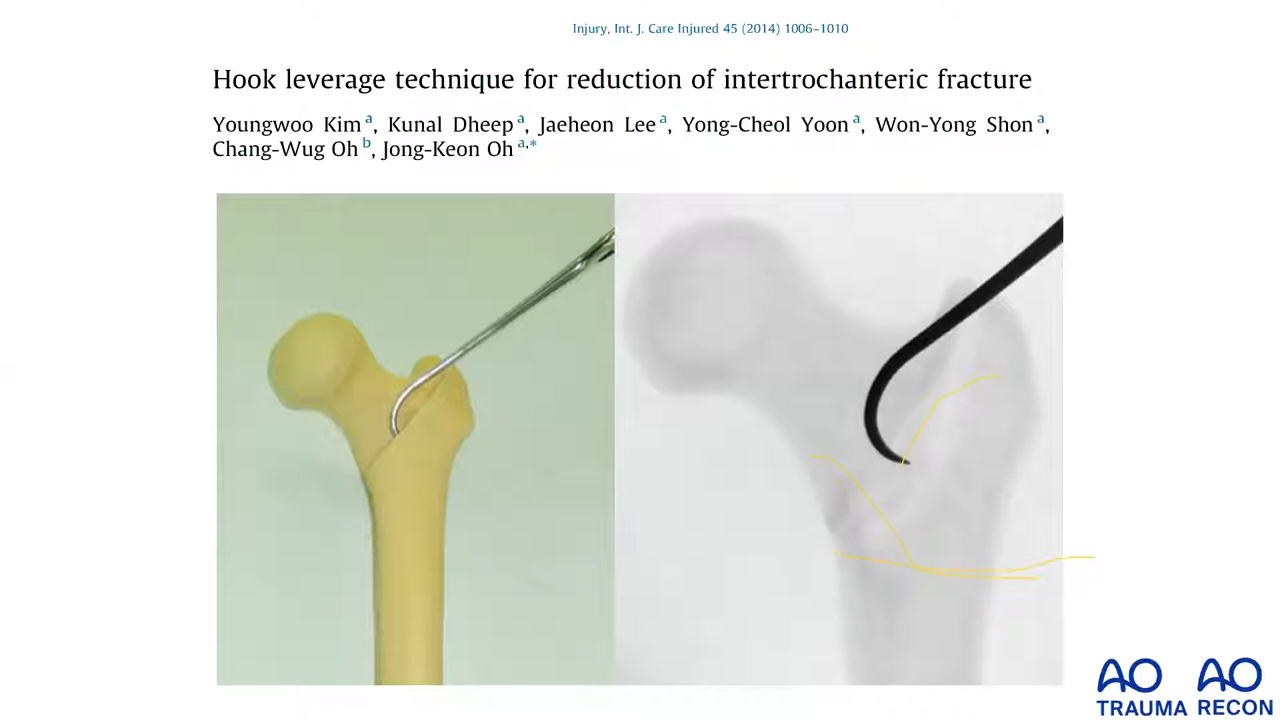 Injury, Int. J. Care Injured 45 (2014) 1006–1010
Hook leverage technique for reduction of intertrochanteric fracture
Youngwoo Kim a, Kunal Dheep a, Jaeheon Lee a, Yong-Cheol Yoon a, Won-Yong Shon a,
Chang-Wug Oh b, Jong-Keon Oh a,*
AO AO
TRAUMA RECON